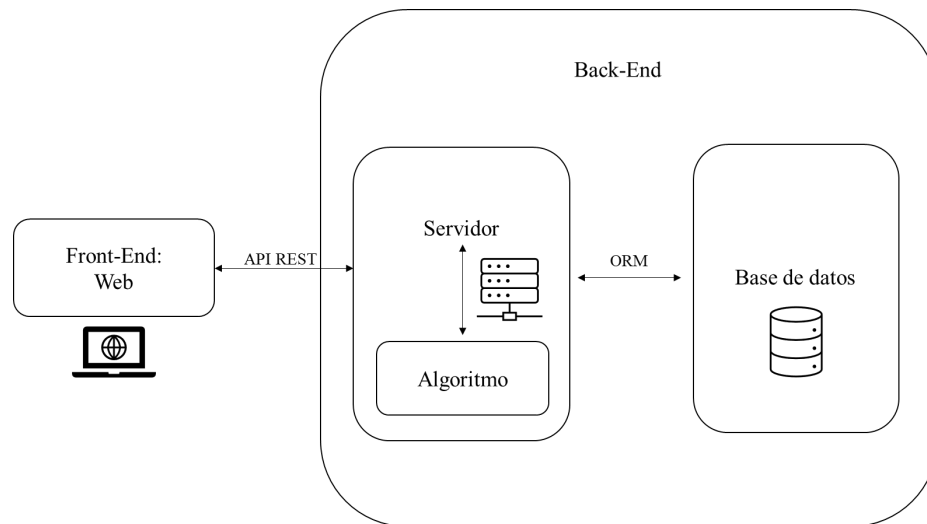 Back-End
Servidor
Front-End:
Web
API REST
ORM
Base de datos
Algoritmo